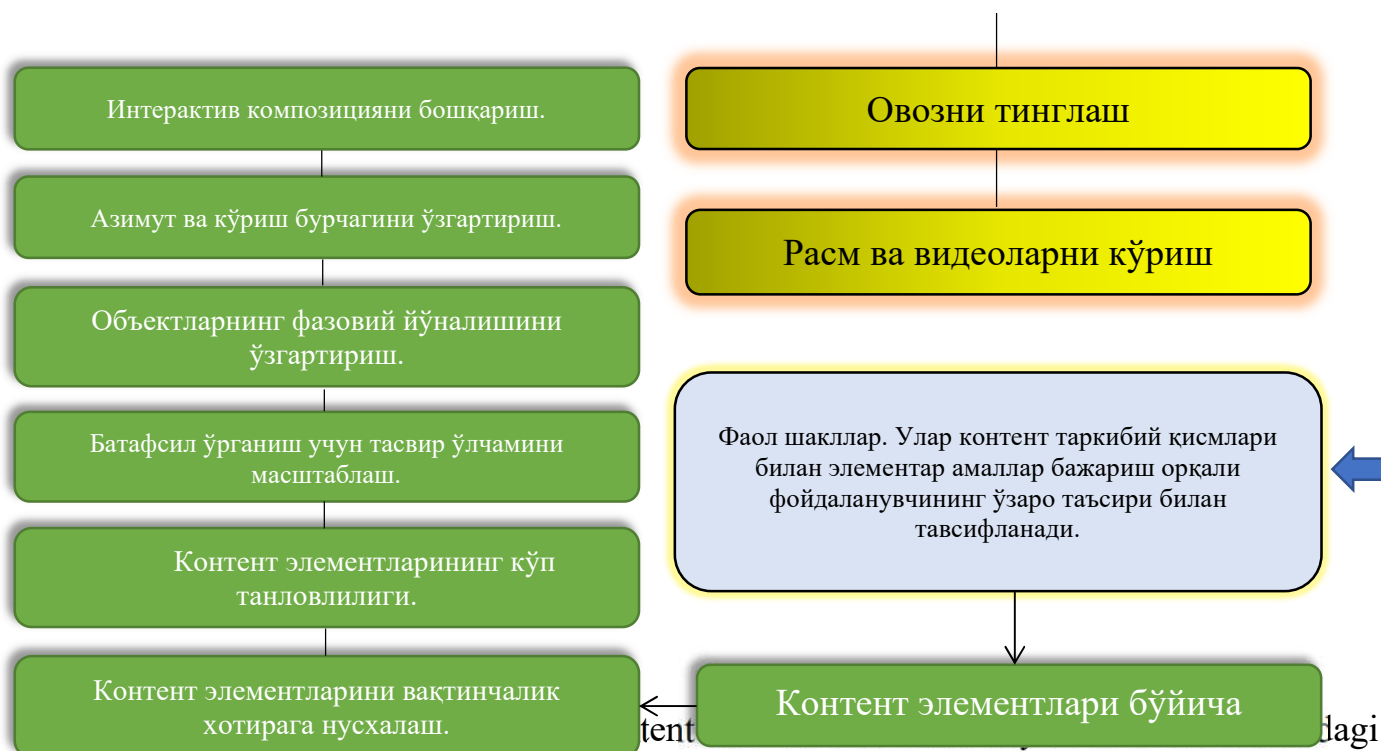 Интерактив композицияни бошқариш.
Азимут ва кўриш бурчагини ўзгартириш.
Объектларнинг фазовий йўналишини
ўзгартириш.
Батафсил ўрганиш учун тасвир ўлчамини
масштаблаш.
Контент элементларининг кўп
танловлилиги.
Контент элементларини вақтинчалик
хотирага нусхалаш.
Овозни тинглаш
Расм ва видеоларни кўриш
Фаол шакллар. Улар контент таркибий қисмлари
билан элементар амаллар бажариш орқали
фойдаланувчининг ўзаро таъсири билан
тавсифланади.
Контент элементлари бўйича
tent
dagi